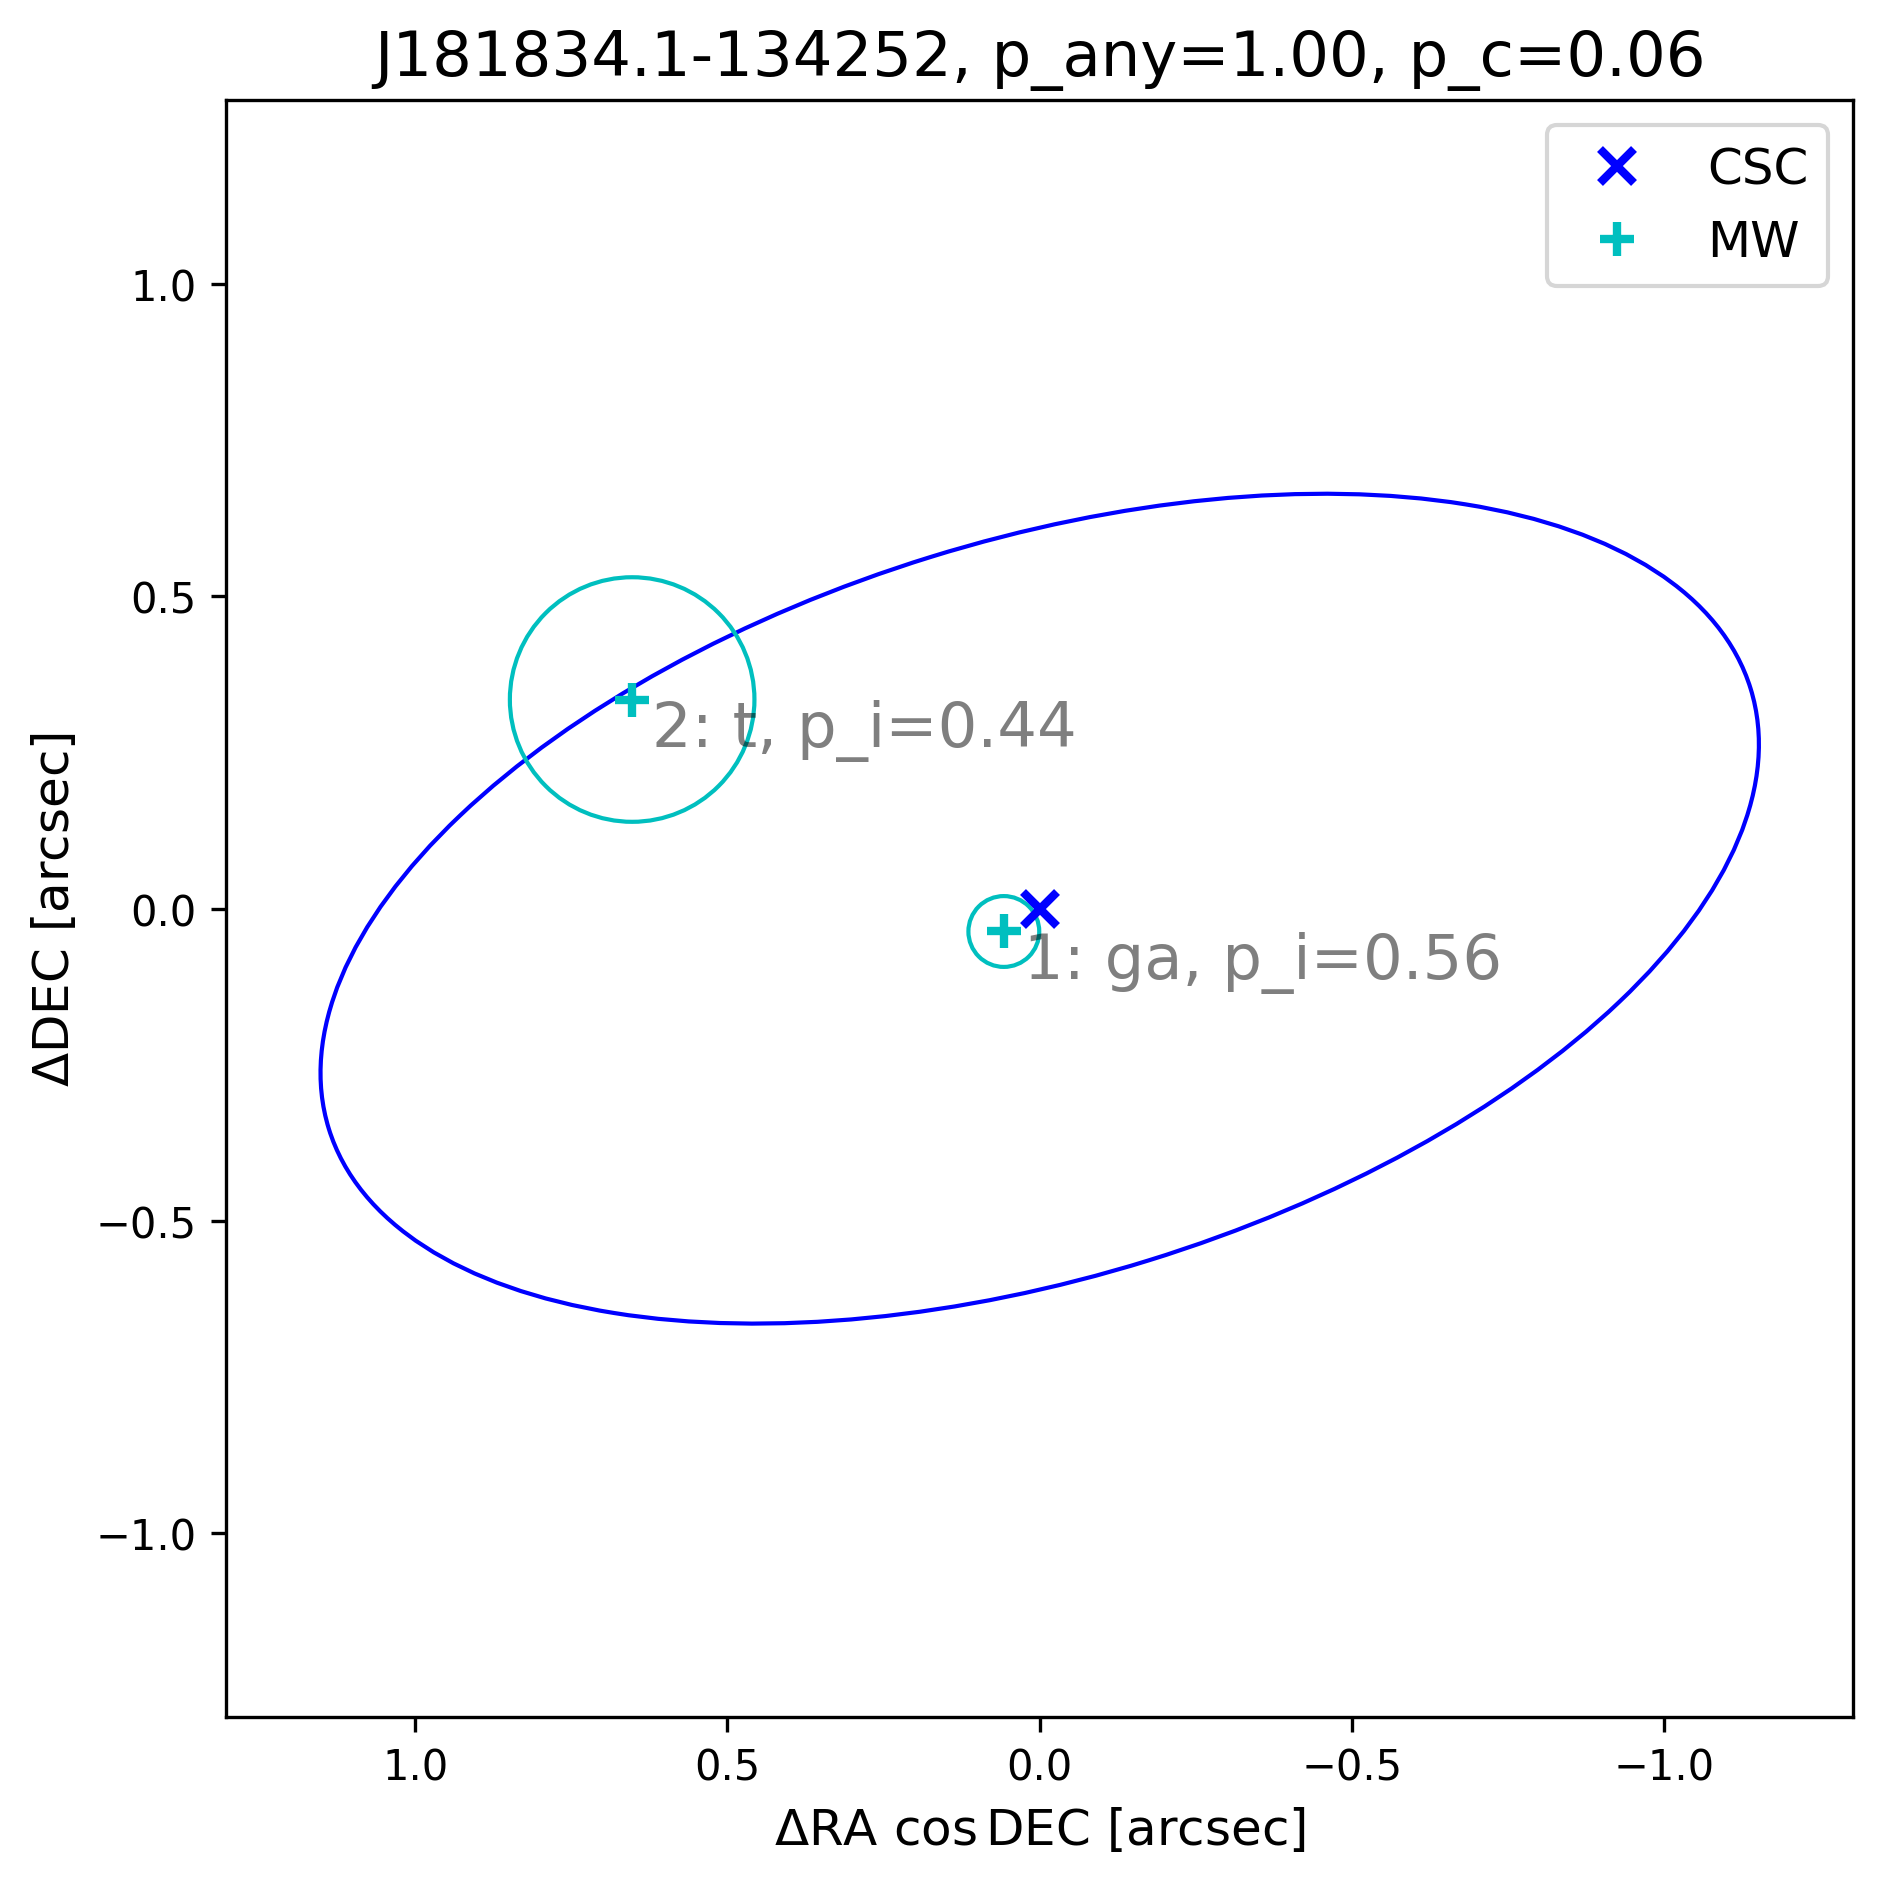 J181834.1-134252, p_any=1.00, p_c=0.06
CSC
MW
1.0
0.5
0.0
−0.5
−1.0
ΔDEC [arcsec]
2: t, p_i=0.44
1: ga, p_i=0.56
1.0
0.5
0.0
−0.5
−1.0
ΔRA cos DEC [arcsec]